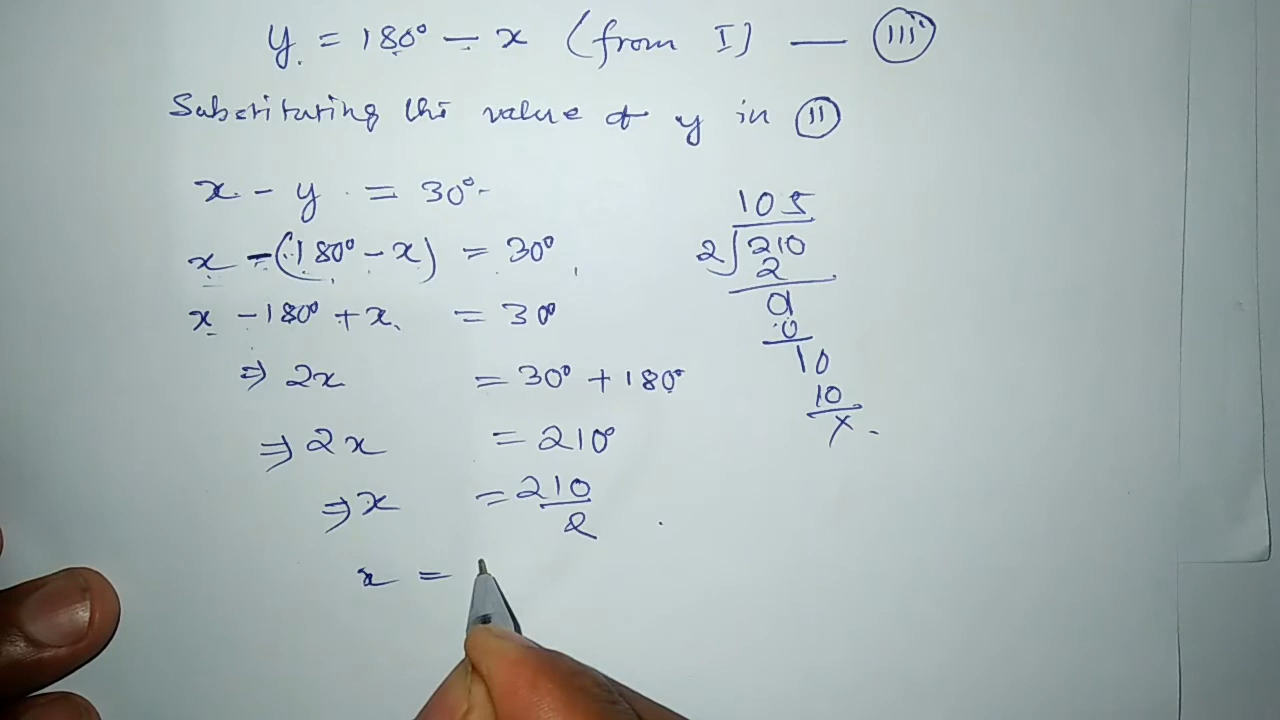 y = 180° - x (from I) — (III)
Substituting the value of y in (II)
x - y = 30°
x - (180° - x) = 30°
x - 180° + x = 30°
⇒ 2x = 30° + 180°
⇒ 2x = 210°
⇒ x = 210/2
x =
105
2 √210
2
01
0
10
10
x